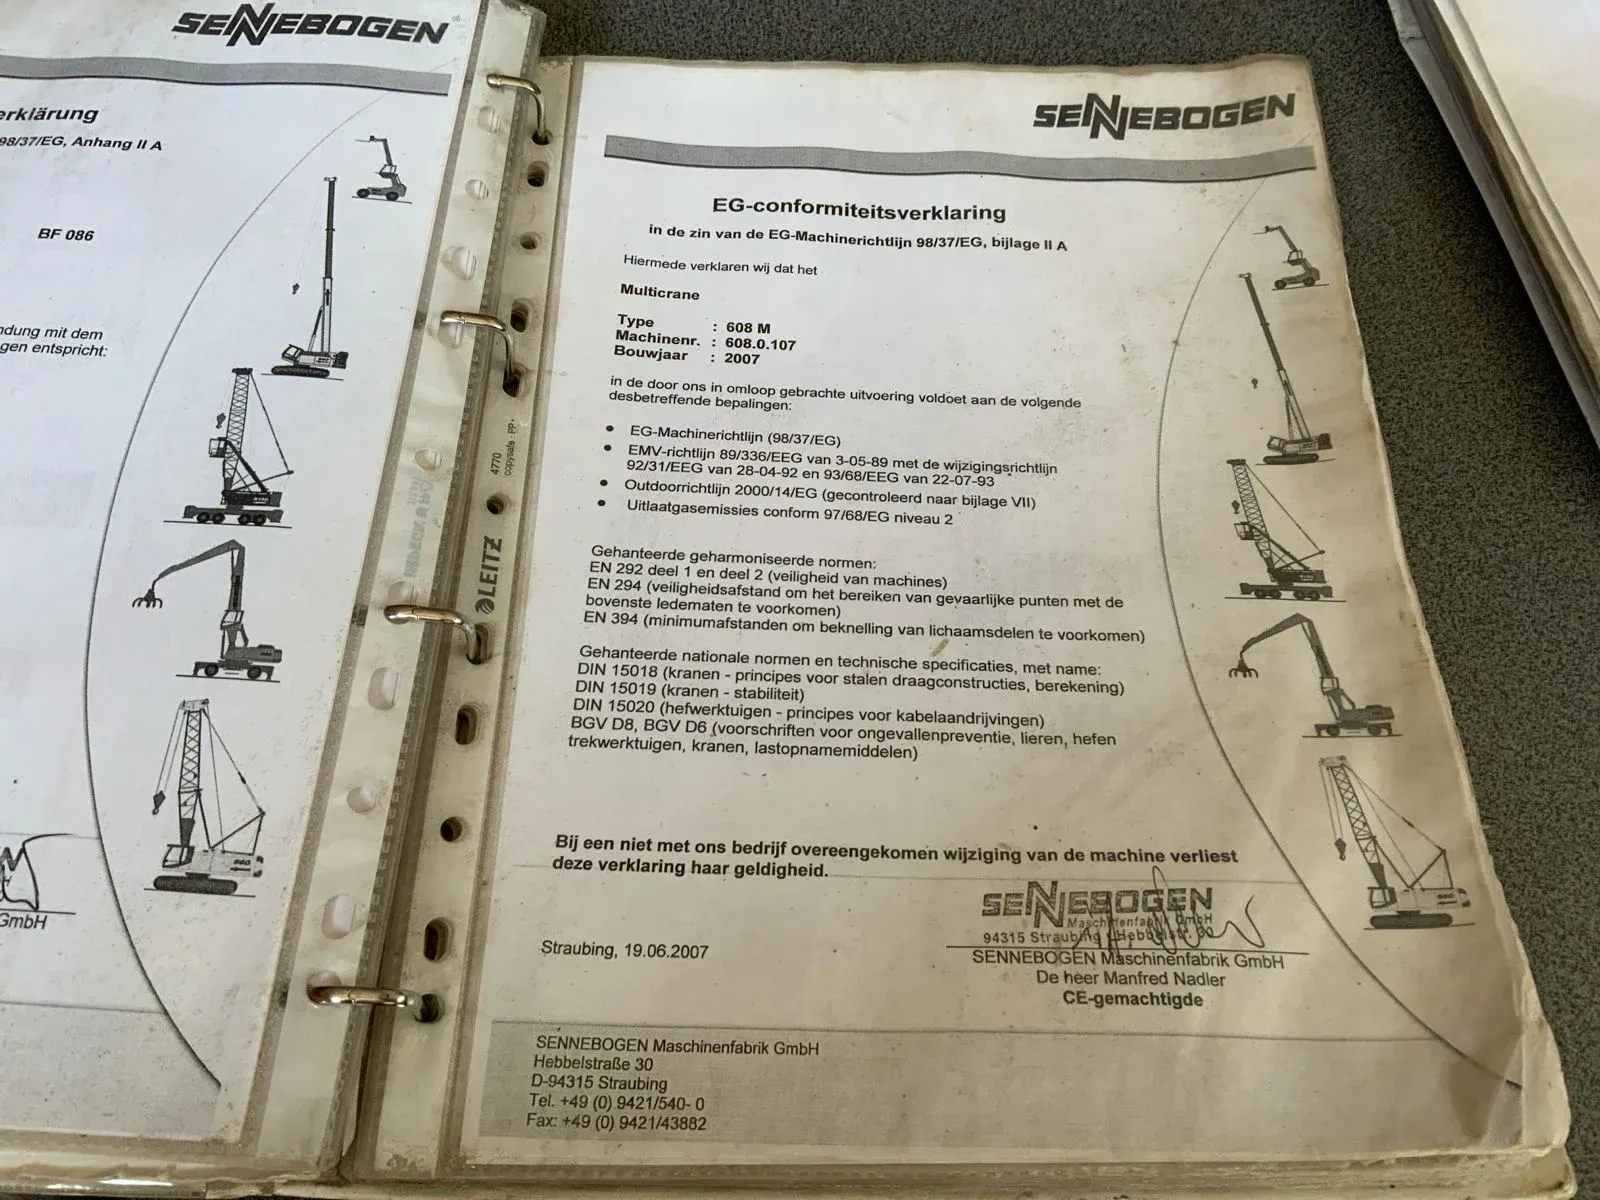 SENNEBOGEN
erklärung
98/37/EG, Anhang II A
BF 086
ndung mit dem
gen entspricht:
GmbH
4770
copysafe · PP
LEITZ
SENNEBOGEN
EG-conformiteitsverklaring
in de zin van de EG-Machinerichtlijn 98/37/EG, bijlage II A
Hiermede verklaren wij dat het
Multicrane
Type : 608 M
Machinenr. : 608.0.107
Bouwjaar : 2007
in de door ons in omloop gebrachte uitvoering voldoet aan de volgende
desbetreffende bepalingen:
• EG-Machinerichtlijn (98/37/EG)
• EMV-richtlijn 89/336/EEG van 3-05-89 met de wijzigingsrichtlijn
92/31/EEG van 28-04-92 en 93/68/EEG van 22-07-93
• Outdoorrichtlijn 2000/14/EG (gecontroleerd naar bijlage VII)
• Uitlaatgasemissies conform 97/68/EG niveau 2
Gehanteerde geharmoniseerde normen:
EN 292 deel 1 en deel 2 (veiligheid van machines)
EN 294 (veiligheidsafstand om het bereiken van gevaarlijke punten met de
bovenste ledematen te voorkomen)
EN 394 (minimumafstanden om beknelling van lichaamsdelen te voorkomen)
Gehanteerde nationale normen en technische specificaties, met name:
DIN 15018 (kranen - principes voor stalen draagconstructies, berekening)
DIN 15019 (kranen - stabiliteit)
DIN 15020 (hefwerktuigen - principes voor kabelaandrijvingen)
BGV D8, BGV D6 (voorschriften voor ongevallenpreventie, lieren, hefen
trekwerktuigen, kranen, lastopnamemiddelen)
Bij een niet met ons bedrijf overeengekomen wijziging van de machine verliest
deze verklaring haar geldigheid.
SENNEBOGEN
Maschinenfabrik GmbH
94315 Straubing, Hebbelstr. 30
Straubing, 19.06.2007
SENNEBOGEN Maschinenfabrik GmbH
De heer Manfred Nadler
CE-gemachtigde
SENNEBOGEN Maschinenfabrik GmbH
Hebbelstraße 30
D-94315 Straubing
Tel. +49 (0) 9421/540- 0
Fax: +49 (0) 9421/43882